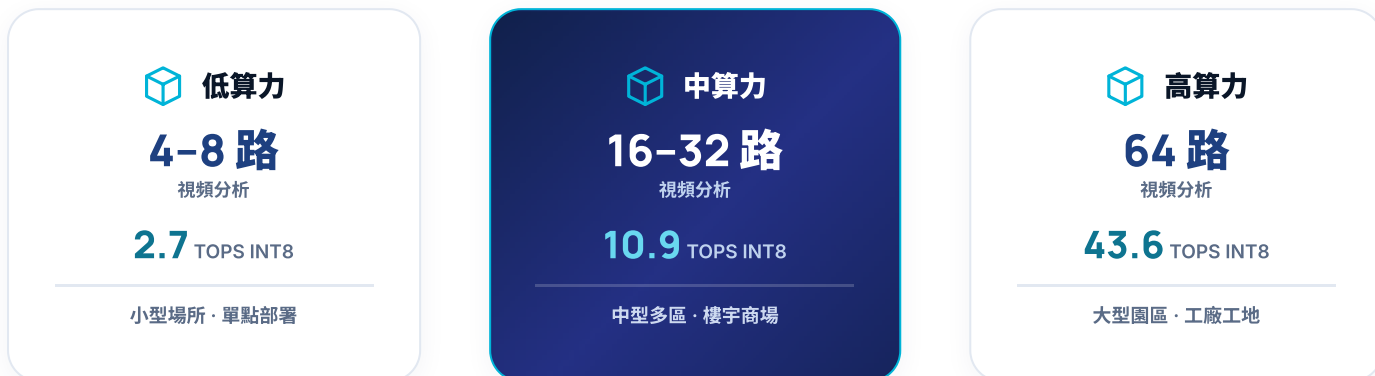 低算力
4–8 路
視頻分析
2.7 TOPS INT8
小型場所 · 單點部署
中算力
16–32 路
視頻分析
10.9 TOPS INT8
中型多區 · 樓宇商場
高算力
64 路
視頻分析
43.6 TOPS INT8
大型園區 · 工廠工地